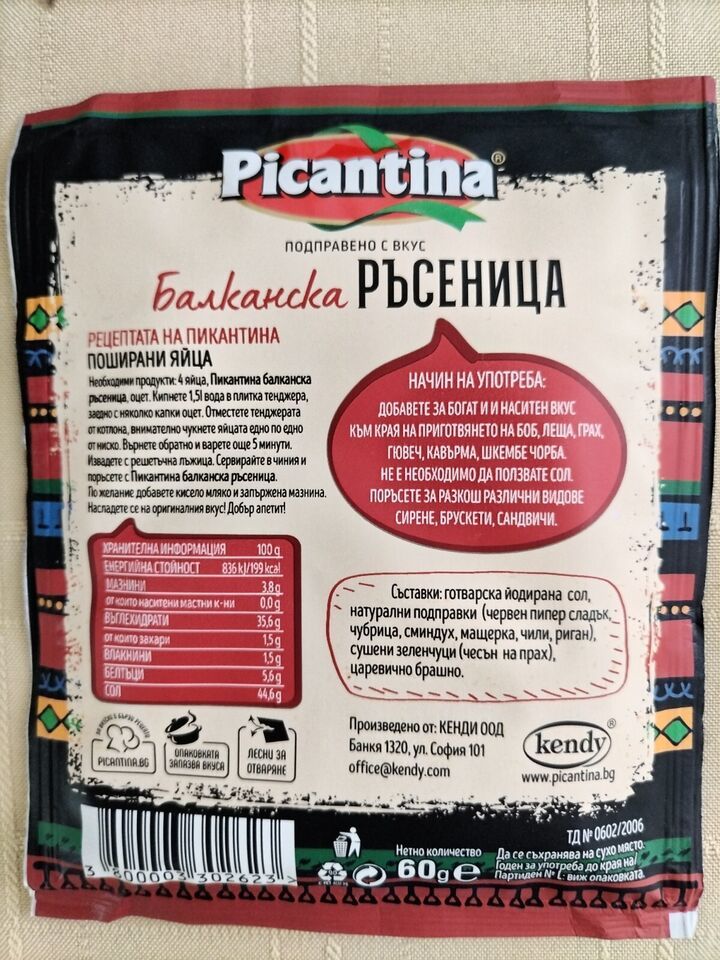 Picantina®
ПОДПРАВЕНО С ВКУС
Балканска РЪСЕНИЦА
РЕЦЕПТАТА НА ПИКАНТИНА
ПОШИРАНИ ЯЙЦА
Необходими продукти: 4 яйца, Пикантина балканска
ръсеница, оцет. Кипнете 1,5l вода в плитка тенджера,
заедно с няколко капки оцет. Отместете тенджерата
от котлона, внимателно чукнете яйцата едно по едно
от ниско. Върнете обратно и варете още 5 минути.
Извадете с решетъчна лъжица. Сервирайте в чиния и
поръсете с Пикантина балканска ръсеница.
По желание добавете кисело мляко и запържена мазнина.
Насладете се на оригиналния вкус! Добър апетит!
НАЧИН НА УПОТРЕБА:
ДОБАВЕТЕ ЗА БОГАТ И И НАСИТЕН ВКУС
КЪМ КРАЯ НА ПРИГОТВЯНЕТО НА БОБ, ЛЕЩА, ГРАХ,
ГЮВЕЧ, КАВЪРМА, ШКЕМБЕ ЧОРБА.
НЕ Е НЕОБХОДИМО ДА ПОЛЗВАТЕ СОЛ.
ПОРЪСЕТЕ ЗА РАЗКОШ РАЗЛИЧНИ ВИДОВЕ
СИРЕНЕ, БРУСКЕТИ, САНДВИЧИ.
ХРАНИТЕЛНА ИНФОРМАЦИЯ 100 g
ЕНЕРГИЙНА СТОЙНОСТ 836 kJ/199 kcal
МАЗНИНИ 3,8 g
от които наситени мастни к-ни 0,0 g
ВЪГЛЕХИДРАТИ 35,6 g
от които захари 1,5 g
ВЛАКНИНИ 1,5 g
БЕЛТЪЦИ 5,6 g
СОЛ 44,6 g
Съставки: готварска йодирана сол,
натурални подправки (червен пипер сладък,
чубрица, сминдух, мащерка, чили, риган),
сушени зеленчуци (чесън на прах),
царевично брашно.
PICANTINA.BG
ОПАКОВКАТА
ЗАПАЗВА ВКУСА
ЛЕСНИ ЗА
ОТВАРЯНЕ
Произведено от: КЕНДИ ООД
Банкя 1320, ул. София 101
office@kendy.com
kendy®
www.picantina.bg
3 800003 302623 >
Нетно количество
60g e
ТД № 0602/2006
Да се съхранява на сухо място.
Годен за употреба до края на/
Партиден № L: виж опаковката.